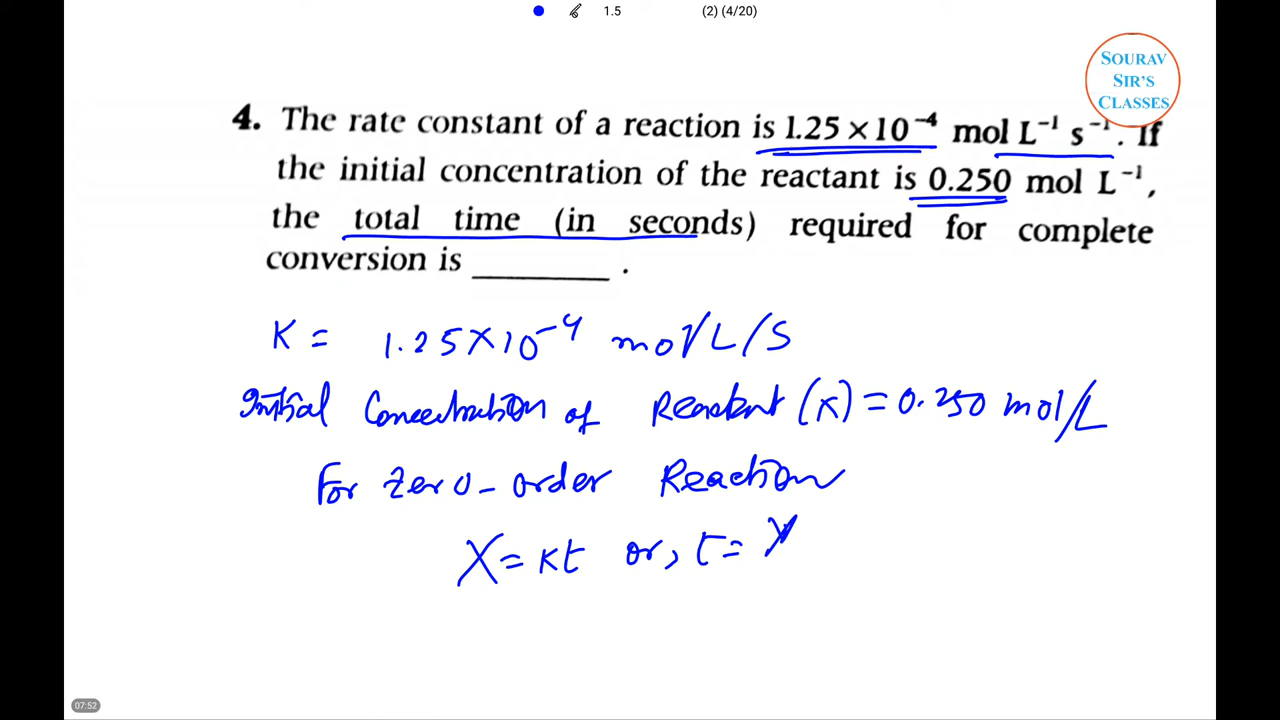 1.5 (2) (4/20)
SOURAV
SIR'S
CLASSES
4. The rate constant of a reaction is 1.25 × 10⁻⁴ mol L⁻¹ s⁻¹. If
the initial concentration of the reactant is 0.250 mol L⁻¹,
the total time (in seconds) required for complete
conversion is ________ .
K = 1.25×10⁻⁴ mol/L/S
Initial Concentration of Reactant (x) = 0.250 mol/L
For zero-order Reaction
X = Kt or, t =
07:52